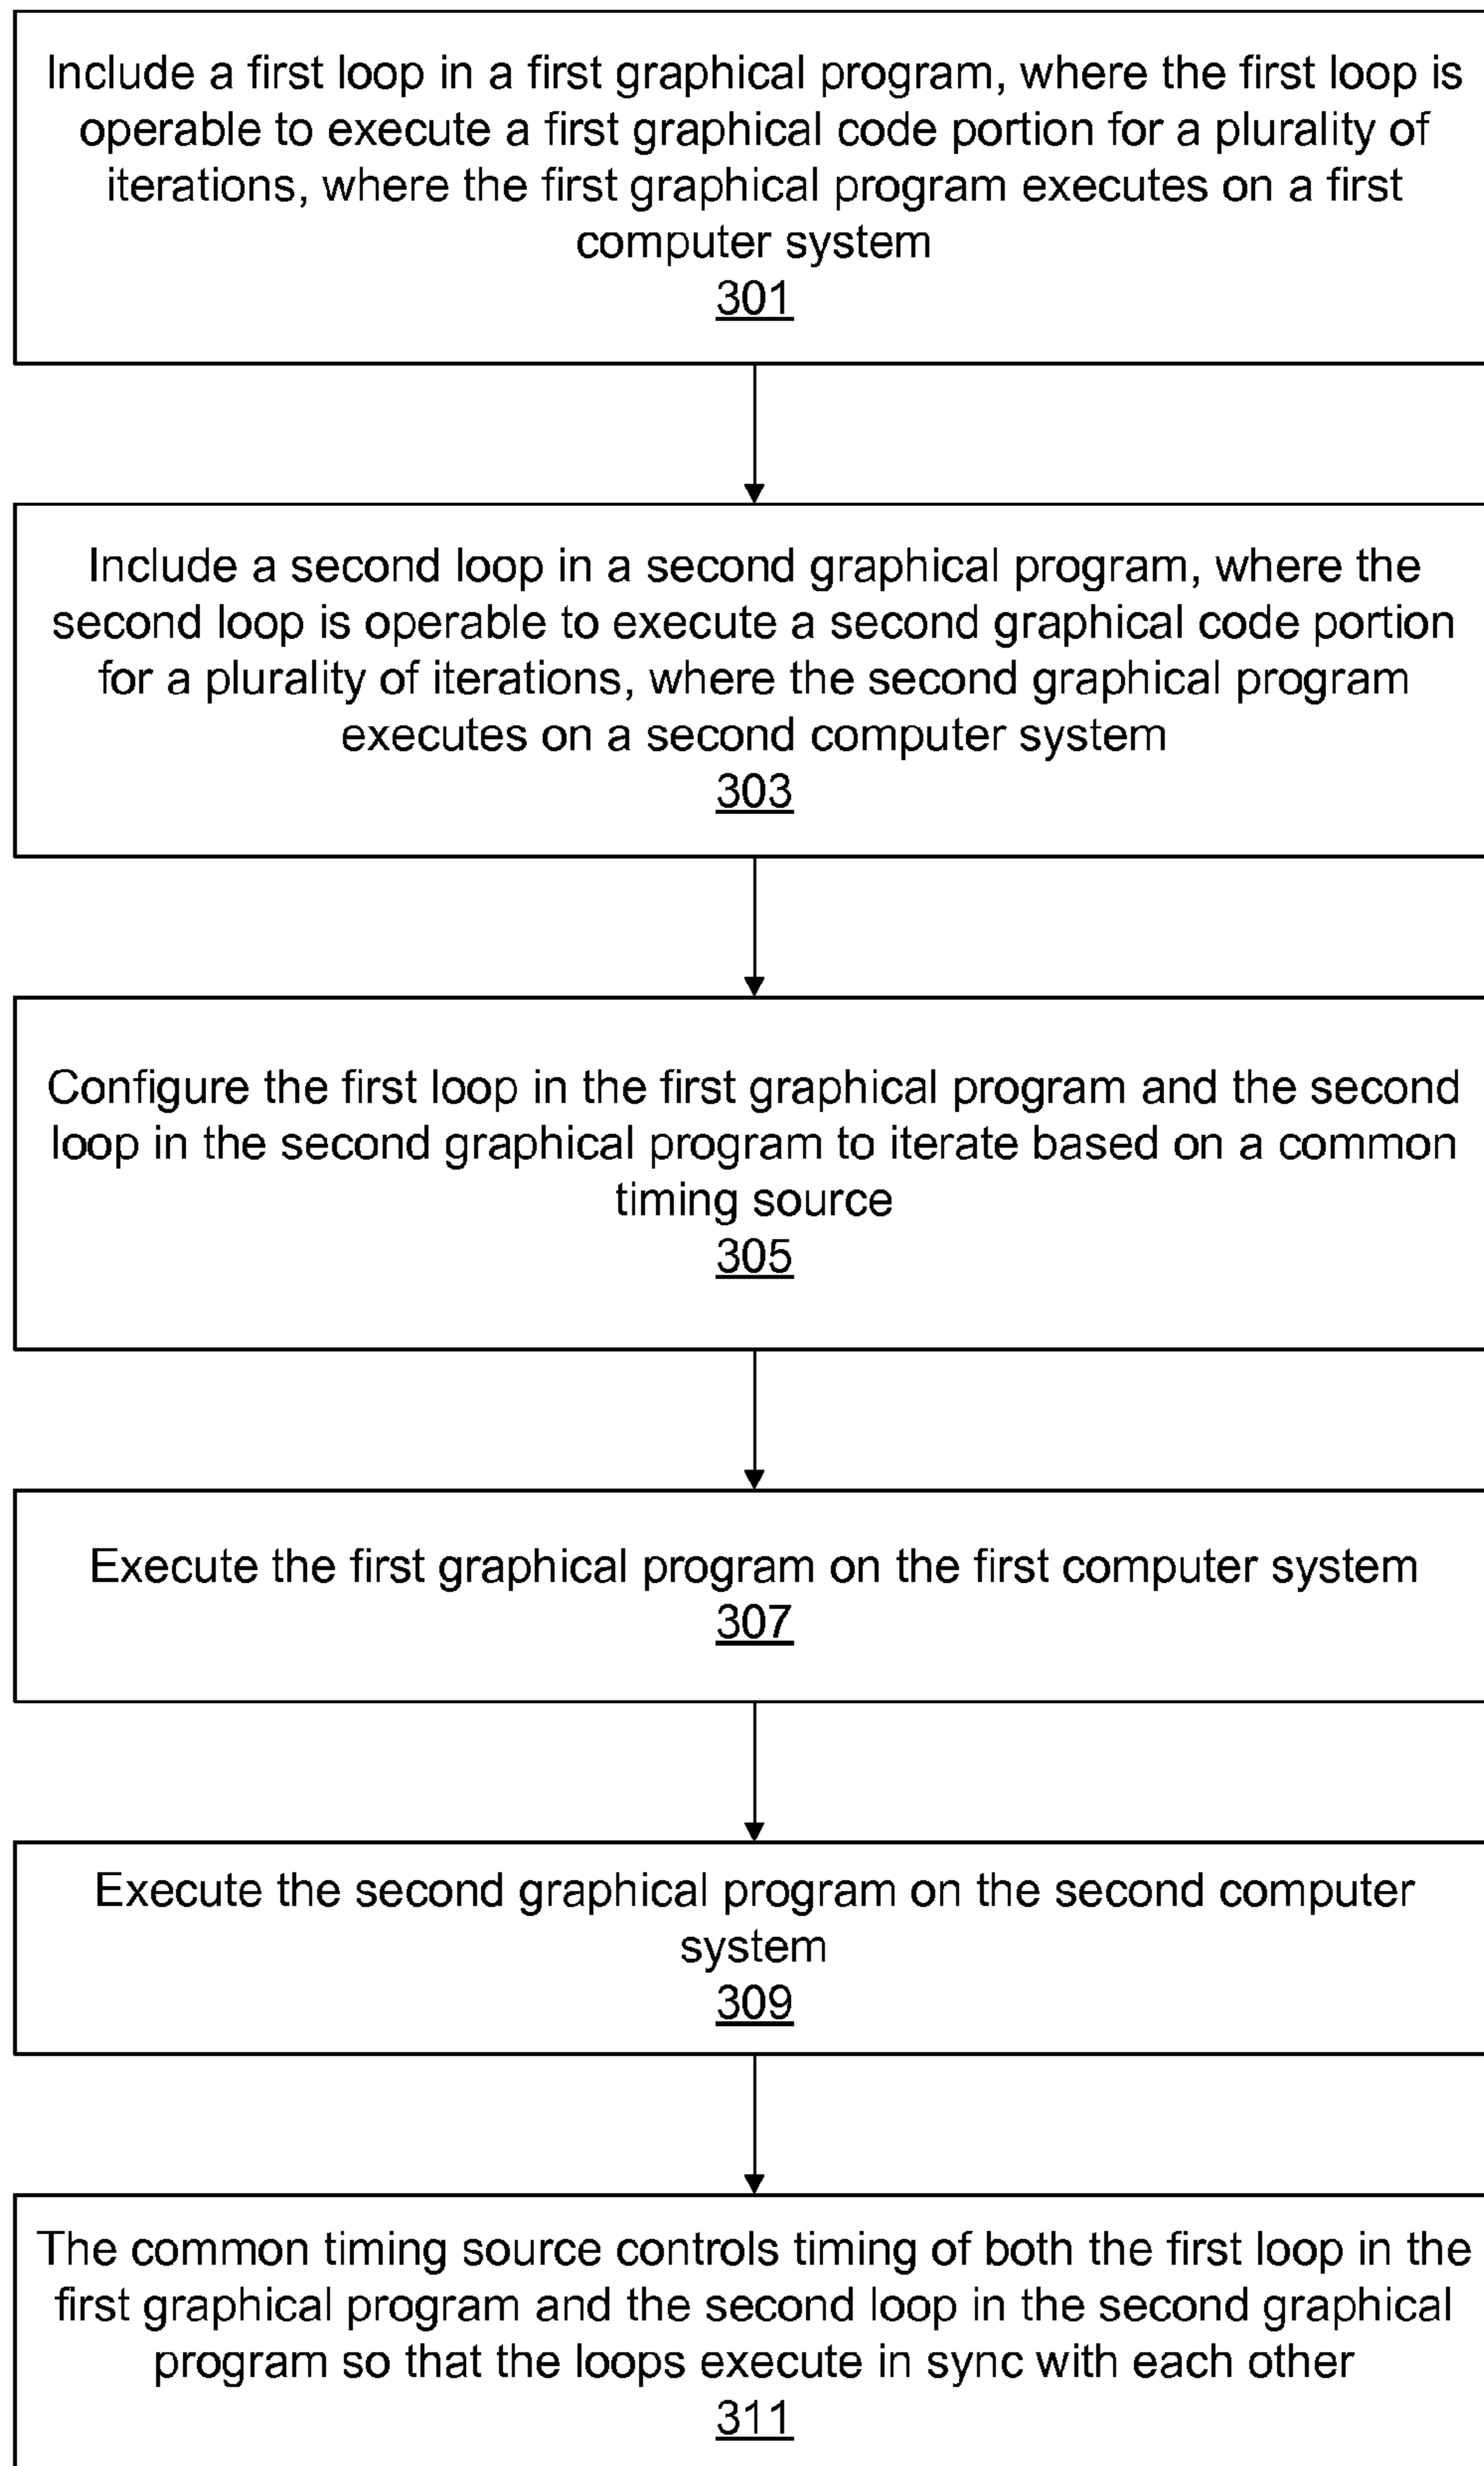 Include a first loop in a first graphical program, where the first loop is
operable to execute a first graphical code portion for a plurality of
iterations, where the first graphical program executes on a first
computer system
301
Include a second loop in a second graphical program, where the
second loop is operable to execute a second graphical code portion
for a plurality of iterations, where the second graphical program
executes on a second computer system
303
Configure the first loop in the first graphical program and the second
loop in the second graphical program to iterate based on a common
timing source
305
Execute the first graphical program on the first computer system
307
Execute the second graphical program on the second computer
system
309
The common timing source controls timing of both the first loop in the
first graphical program and the second loop in the second graphical
program so that the loops execute in sync with each other
311